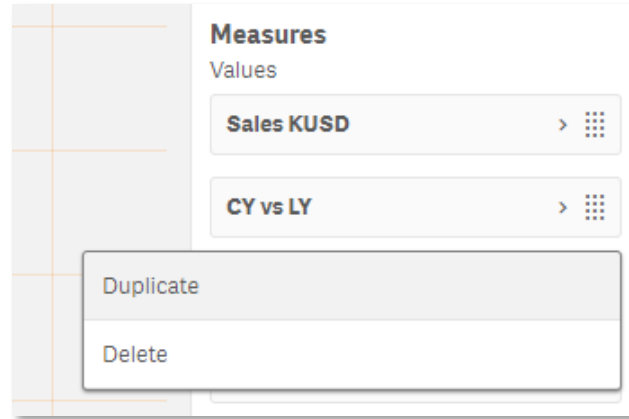 Measures
Values
Sales KUSD
CY vs LY
Duplicate
Delete